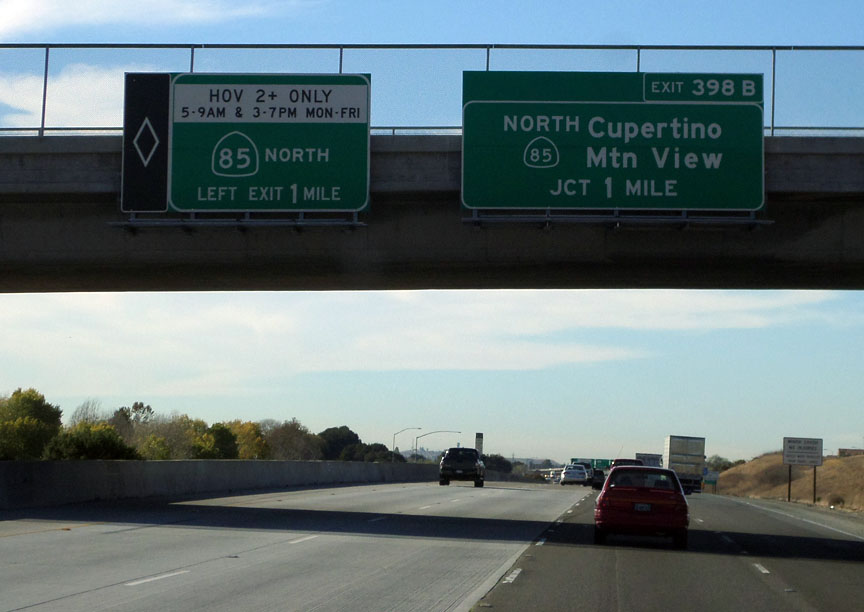 HOV 2+ ONLY
5-9AM & 3-7PM MON-FRI
85 NORTH
LEFT EXIT 1 MILE
EXIT 398 B
NORTH Cupertino
85 Mtn View
JCT 1 MILE